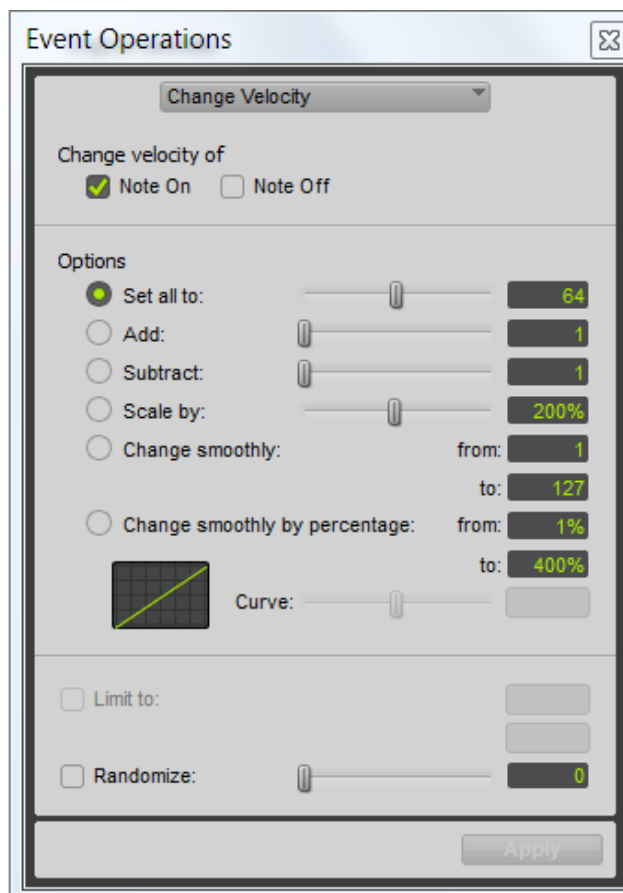 Event Operations
Change Velocity
Change velocity of
Note On Note Off
Options
Set all to: 64
Add: 1
Subtract: 1
Scale by: 200%
Change smoothly: from: 1
to: 127
Change smoothly by percentage: from: 1%
to: 400%
Curve:
Limit to:
Randomize: 0
Apply